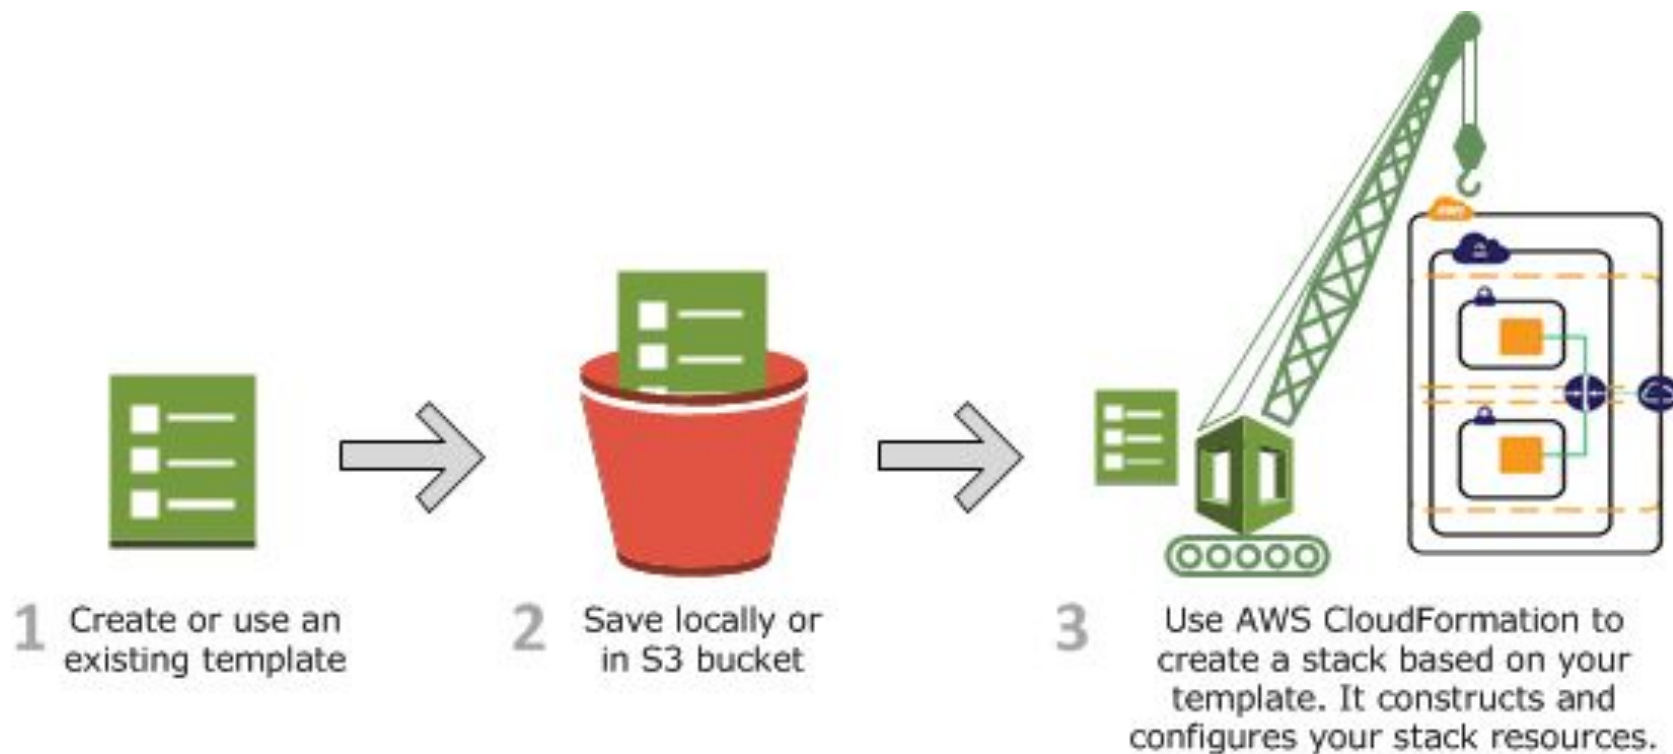 AWS
1 Create or use an
existing template
2 Save locally or
in S3 bucket
3 Use AWS CloudFormation to
create a stack based on your
template. It constructs and
configures your stack resources.